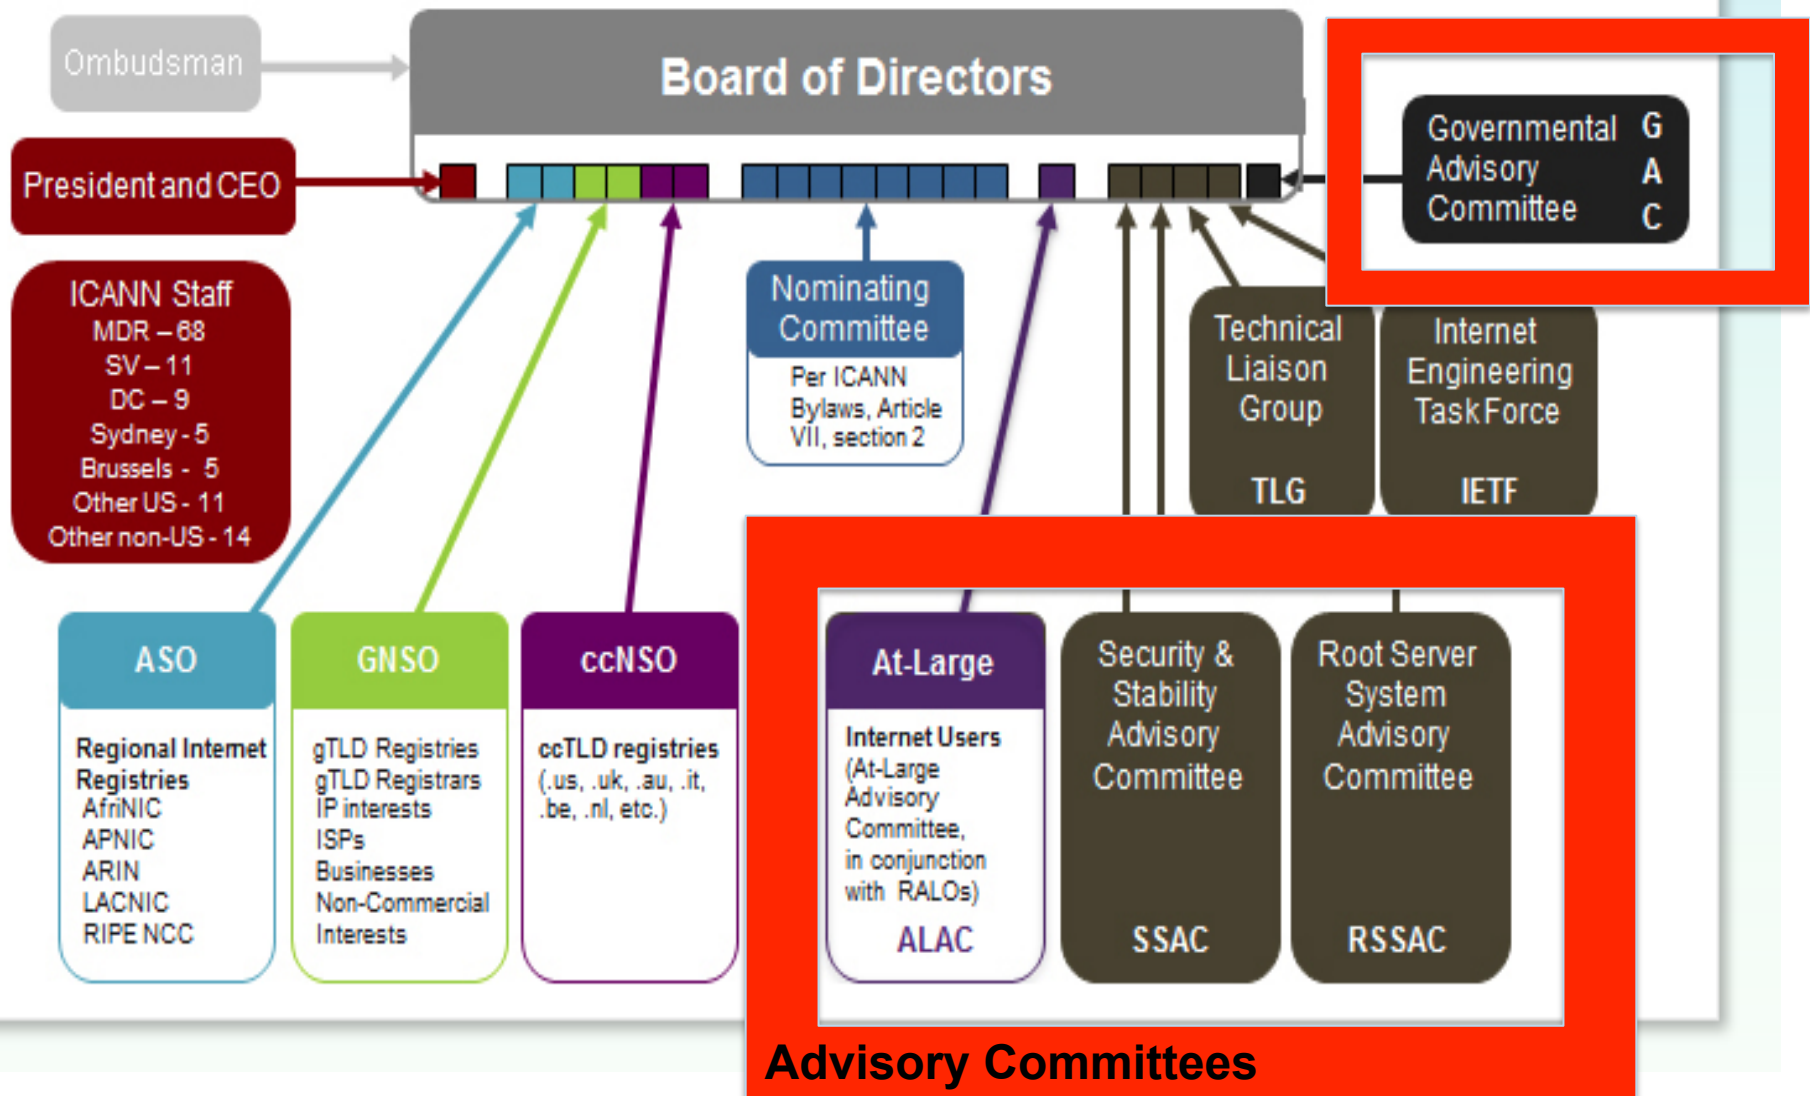 Ombudsman
Board of Directors
Governmental G
Advisory A
Committee C
President and CEO
ICANN Staff
MDR – 68
SV – 11
DC – 9
Sydney - 5
Brussels - 5
Other US - 11
Other non-US - 14
Nominating
Committee
Per ICANN
Bylaws, Article
VII, section 2
Technical
Liaison
Group
TLG
Internet
Engineering
Task Force
IETF
ASO
Regional Internet
Registries
AfriNIC
APNIC
ARIN
LACNIC
RIPE NCC
GNSO
gTLD Registries
gTLD Registrars
IP interests
ISPs
Businesses
Non-Commercial
Interests
ccNSO
ccTLD registries
(.us, .uk, .au, .it,
.be, .nl, etc.)
At-Large
Internet Users
(At-Large
Advisory
Committee,
in conjunction
with RALOs)
ALAC
Security &
Stability
Advisory
Committee
SSAC
Root Server
System
Advisory
Committee
RSSAC
Advisory Committees